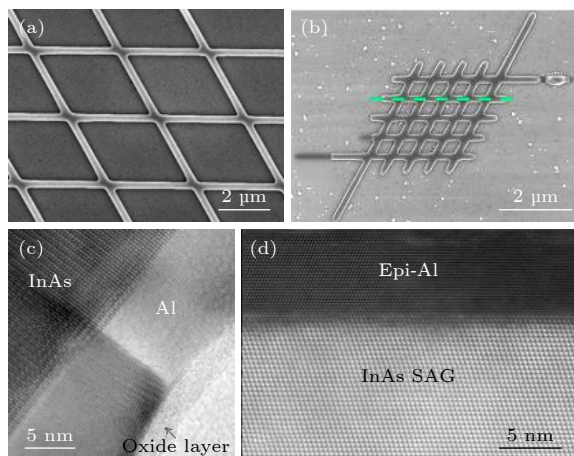 (a)
2 μm
(b)
2 μm
(c)
InAs
Al
5 nm
Oxide layer
(d)
Epi-Al
InAs SAG
5 nm